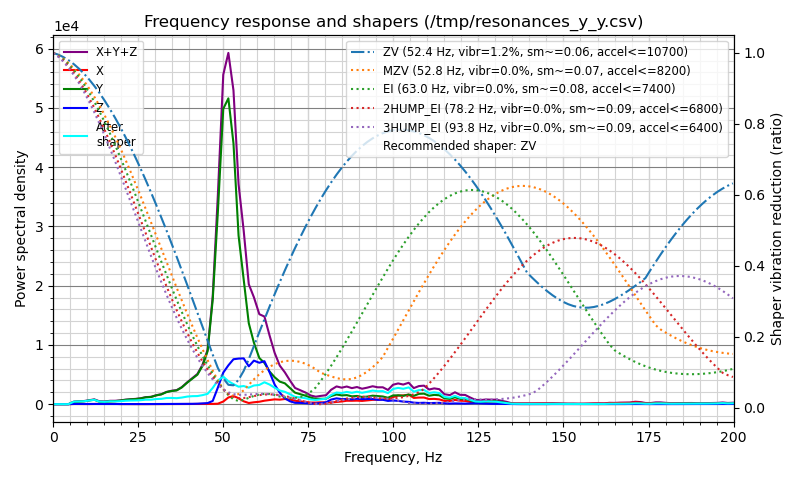 Frequency response and shapers (/tmp/resonances_y_y.csv)
1e4
X+Y+Z
X
Y
Z
After
shaper
ZV (52.4 Hz, vibr=1.2%, sm~=0.06, accel<=10700)
MZV (52.8 Hz, vibr=0.0%, sm~=0.07, accel<=8200)
EI (63.0 Hz, vibr=0.0%, sm~=0.08, accel<=7400)
2HUMP_EI (78.2 Hz, vibr=0.0%, sm~=0.09, accel<=6800)
3HUMP_EI (93.8 Hz, vibr=0.0%, sm~=0.09, accel<=6400)
Recommended shaper: ZV
Power spectral density
6
5
4
3
2
1
0
Shaper vibration reduction (ratio)
1.0
0.8
0.6
0.4
0.2
0.0
0 25 50 75 100 125 150 175 200
Frequency, Hz